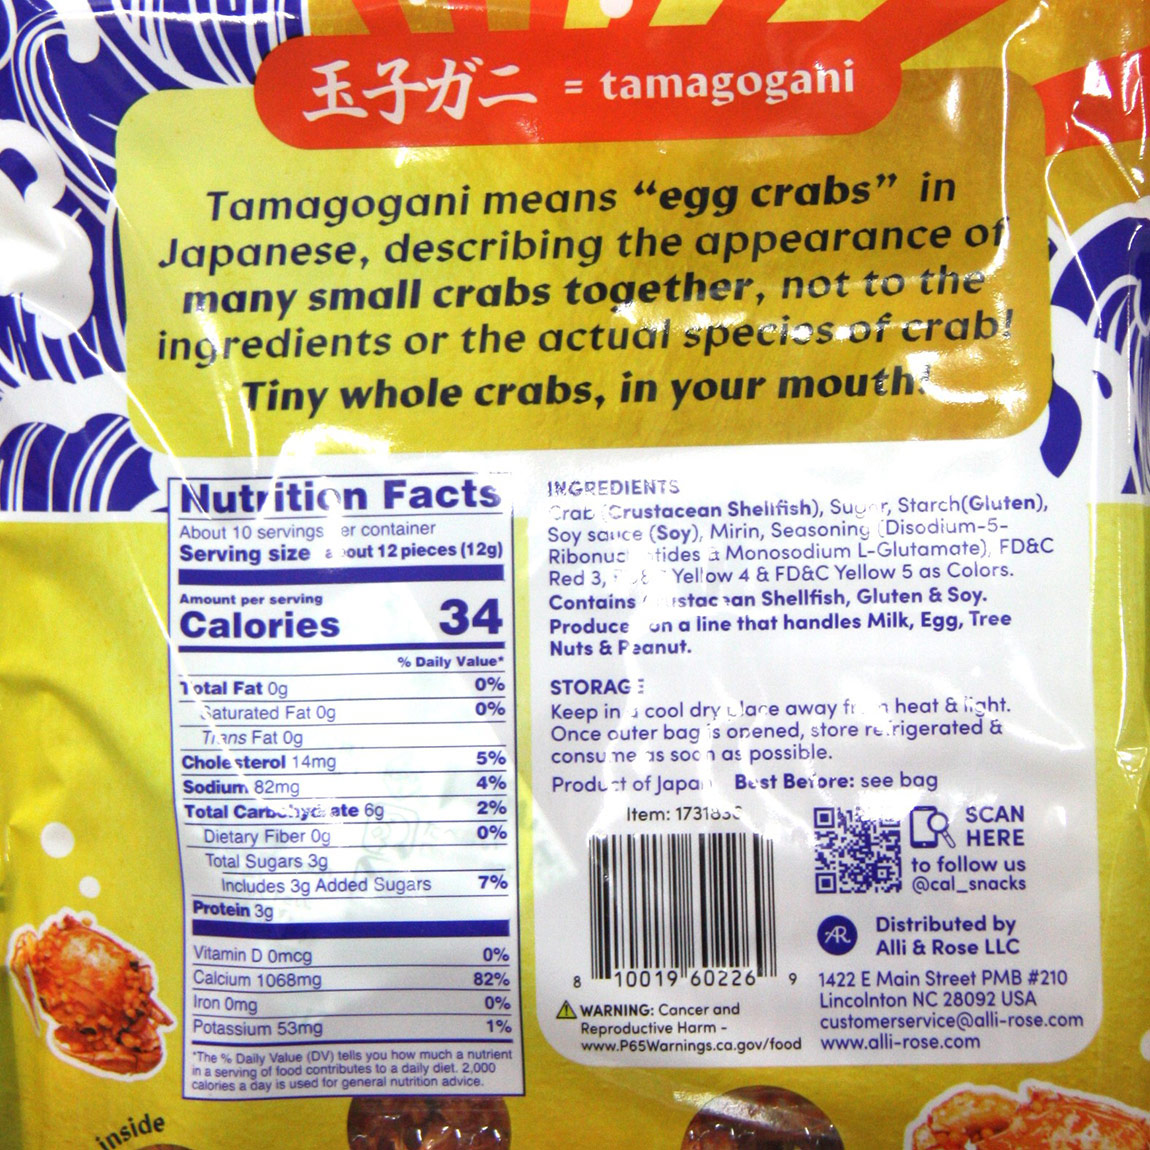 玉子ガニ = tamagogani
Tamagogani means “egg crabs” in
Japanese, describing the appearance of
many small crabs together, not to the
ingredients or the actual species of crab!
Tiny whole crabs, in your mouth!
Nutrition Facts
About 10 servings per container
Serving size about 12 pieces (12g)
Amount per serving
Calories 34
% Daily Value*
Total Fat 0g 0%
Saturated Fat 0g 0%
Trans Fat 0g
Cholesterol 14mg 5%
Sodium 82mg 4%
Total Carbohydrate 6g 2%
Dietary Fiber 0g 0%
Total Sugars 3g
Includes 3g Added Sugars 7%
Protein 3g
Vitamin D 0mcg 0%
Calcium 1068mg 82%
Iron 0mg 0%
Potassium 53mg 1%
*The % Daily Value (DV) tells you how much a nutrient
in a serving of food contributes to a daily diet. 2,000
calories a day is used for general nutrition advice.
INGREDIENTS
Crab (Crustacean Shellfish), Sugar, Starch(Gluten),
Soy sauce (Soy), Mirin, Seasoning (Disodium-5-
Ribonucleotides & Monosodium L-Glutamate), FD&C
Red 3, Yellow 4 & FD&C Yellow 5 as Colors.
Contains Crustacean Shellfish, Gluten & Soy.
Produced on a line that handles Milk, Egg, Tree
Nuts & Peanut.
STORAGE
Keep in a cool dry place away from heat & light.
Once outer bag is opened, store refrigerated &
consume as soon as possible.
Product of Japan Best Before: see bag
Item:
8 10019 60226 9
SCAN
HERE
to follow us
@cal_snacks
AR
Distributed by
Alli & Rose LLC
1422 E Main Street PMB #210
Lincolnton NC 28092 USA
customerservice@alli-rose.com
www.alli-rose.com
WARNING: Cancer and
Reproductive Harm -
www.P65Warnings.ca.gov/food
inside